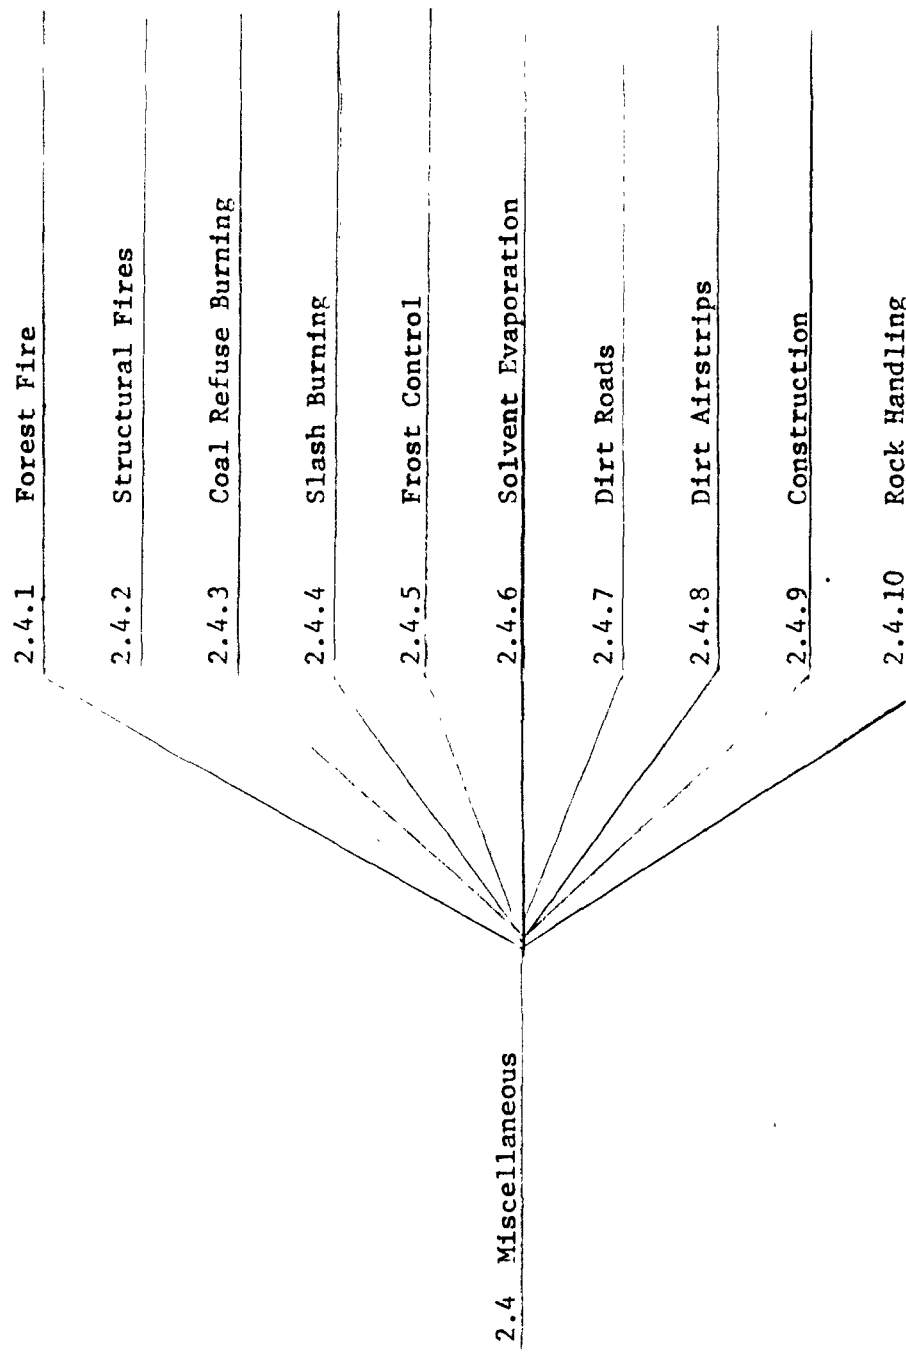 2.4 Miscellaneous
2.4.1 Forest Fire
2.4.2 Structural Fires
2.4.3 Coal Refuse Burning
2.4.4 Slash Burning
2.4.5 Frost Control
2.4.6 Solvent Evaporation
2.4.7 Dirt Roads
2.4.8 Dirt Airstrips
2.4.9 Construction
2.4.10 Rock Handling